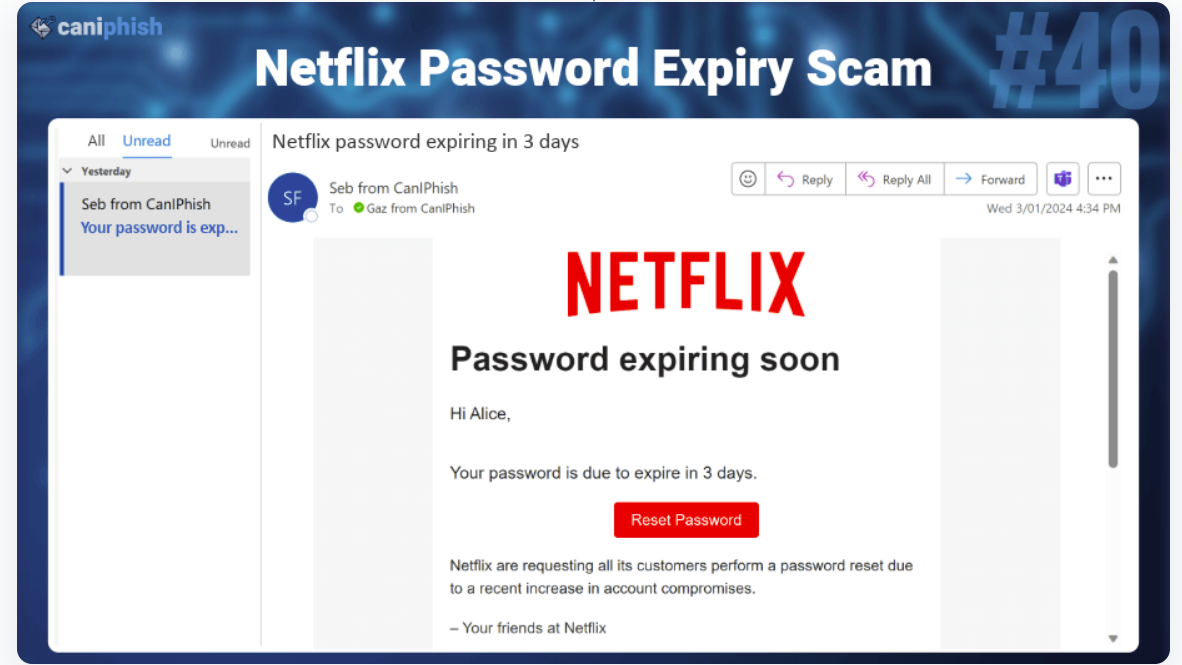 caniphish
#40
Netflix Password Expiry Scam
All Unread Unread
Yesterday
Seb from CanIPhish
Your password is exp...
Netflix password expiring in 3 days
SF
Seb from CanIPhish
To Gaz from CanIPhish
Reply Reply All Forward
Wed 3/01/2024 4:34 PM
NETFLIX
Password expiring soon
Hi Alice,
Your password is due to expire in 3 days.
Reset Password
Netflix are requesting all its customers perform a password reset due
to a recent increase in account compromises.
– Your friends at Netflix